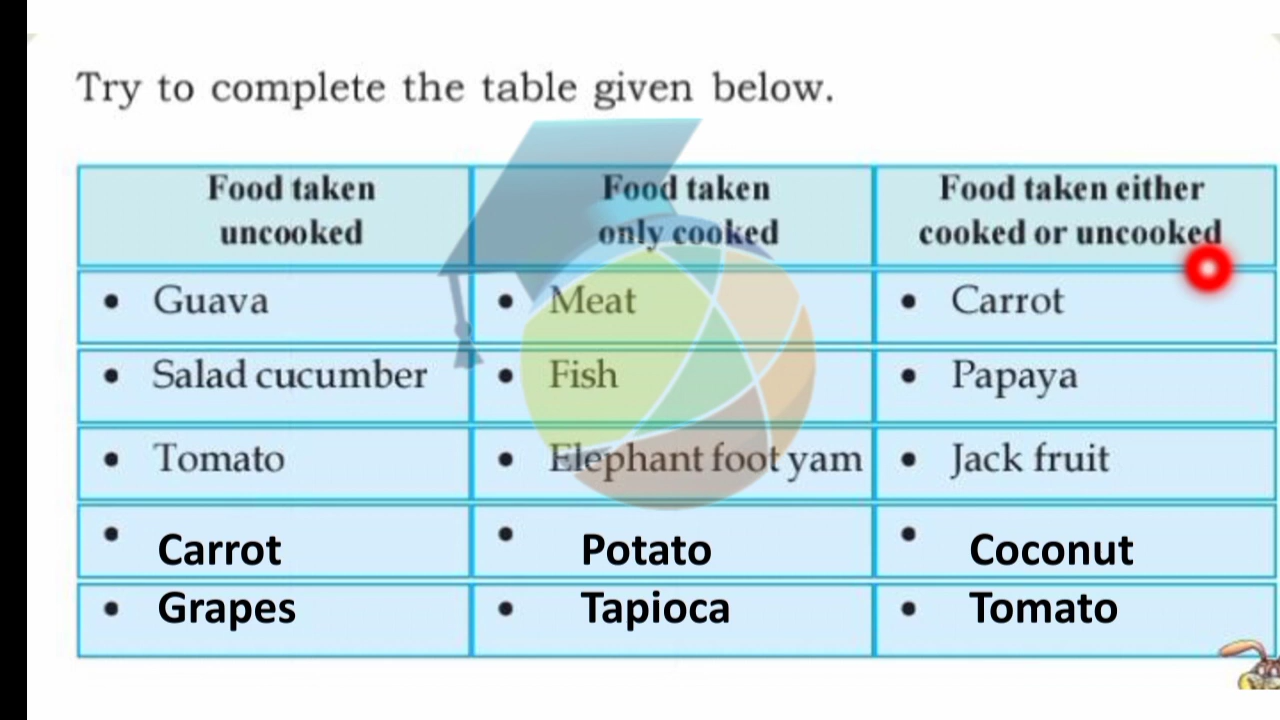 Try to complete the table given below.
Food taken uncooked
Food taken only cooked
Food taken either cooked or uncooked
• Guava • Meat • Carrot
• Salad cucumber • Fish • Papaya
• Tomato • Elephant foot yam • Jack fruit
• Carrot • Potato • Coconut
• Grapes • Tapioca • Tomato